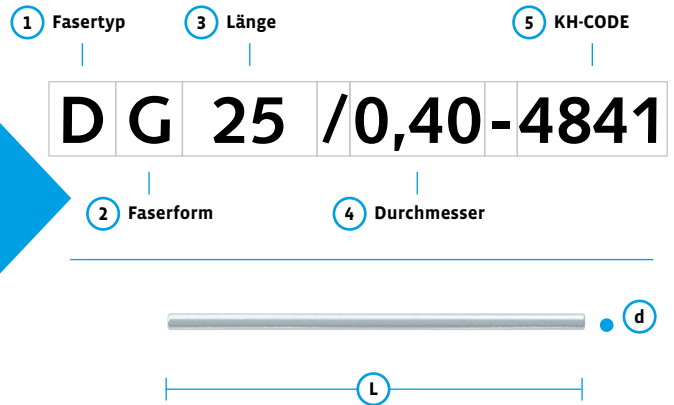 1 Fasertyp 3 Länge 5 KH-CODE
D G 25 /0,40-4841
2 Faserform 4 Durchmesser
d
L